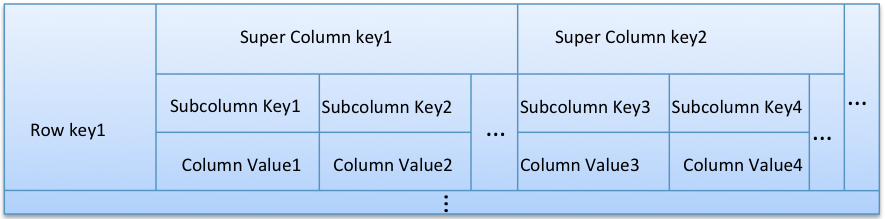 Super Column key1 Super Column key2
...
Subcolumn Key1 Subcolumn Key2 ... Subcolumn Key3 Subcolumn Key4 ...
Row key1
Column Value1 Column Value2 Column Value3 Column Value4
...